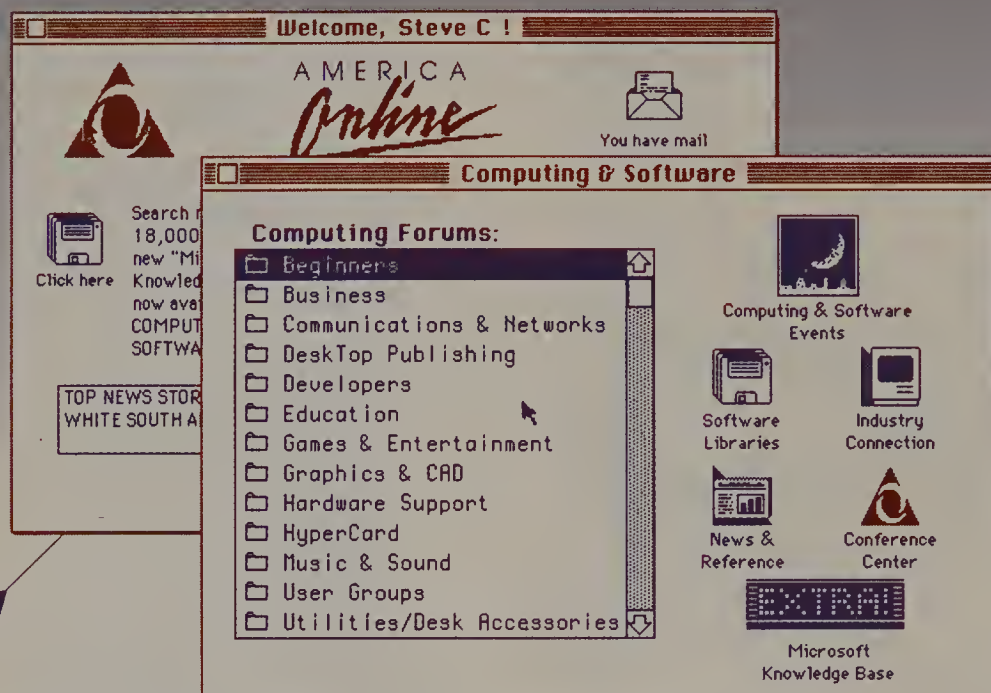 Welcome, Steve C !
AMERICA
Online
You have mail
Click here
Search
18,000
new "Mi
Knowled
now avai
COMPUT
SOFTWA
TOP NEWS STOR
WHITE SOUTH A
Computing & Software
Computing Forums:
Beginners
Business
Communications & Networks
DeskTop Publishing
Developers
Education
Games & Entertainment
Graphics & CAD
Hardware Support
HyperCard
Music & Sound
User Groups
Utilities/Desk Accessories
Computing & Software
Events
Software
Libraries
Industry
Connection
News &
Reference
Conference
Center
EXTRA!
Microsoft
Knowledge Base